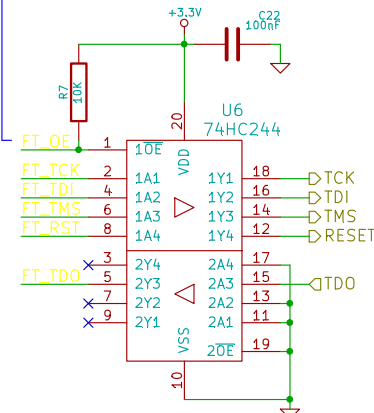 +3.3V
C22
100nF
R7
10K
U6
74HC244
20
VDD
FT_OE 1 1OE
FT_TCK 2 1A1 1Y1 18 TCK
FT_TDI 4 1A2 1Y2 16 TDI
FT_TMS 6 1A3 1Y3 14 TMS
FT_RST 8 1A4 1Y4 12 RESET
3 2Y4 2A4 17
FT_TDO 5 2Y3 2A3 15 TDO
7 2Y2 2A2 13
9 2Y1 2A1 11
2OE 19
VSS
10